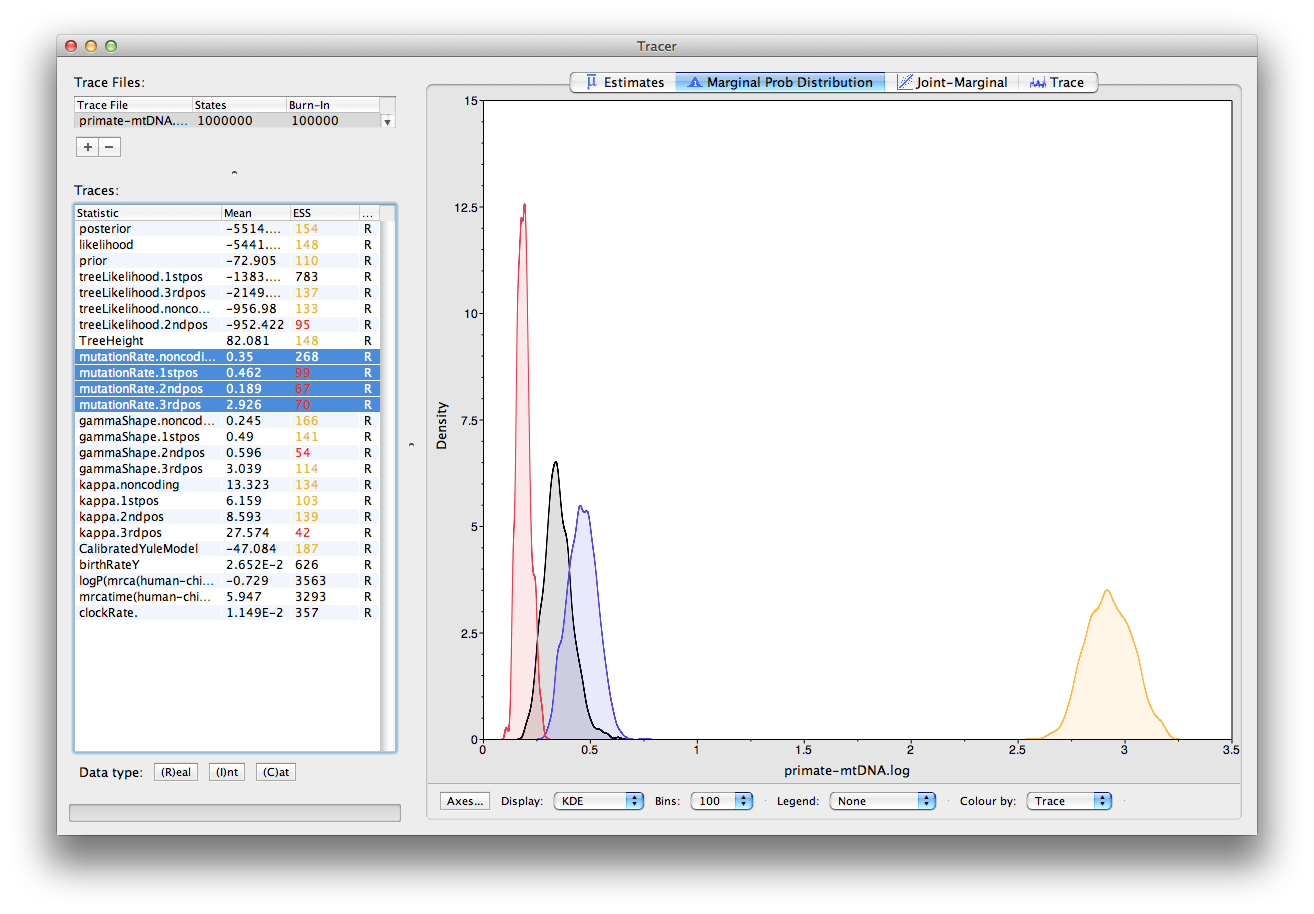 Tracer
Trace Files:
Trace File States Burn-In
primate-mtDNA.... 1000000 100000
+ −
Traces:
Statistic Mean ESS ...
posterior -5514.... 154 R
likelihood -5441.... 148 R
prior -72.905 110 R
treeLikelihood.1stpos -1383.... 783 R
treeLikelihood.3rdpos -2149.... 137 R
treeLikelihood.nonco... -956.98 133 R
treeLikelihood.2ndpos -952.422 95 R
TreeHeight 82.081 148 R
mutationRate.noncodi... 0.35 268 R
mutationRate.1stpos 0.462 99 R
mutationRate.2ndpos 0.189 67 R
mutationRate.3rdpos 2.926 70 R
gammaShape.noncod... 0.245 166 R
gammaShape.1stpos 0.49 141 R
gammaShape.2ndpos 0.596 54 R
gammaShape.3rdpos 3.039 114 R
kappa.noncoding 13.323 134 R
kappa.1stpos 6.159 103 R
kappa.2ndpos 8.593 139 R
kappa.3rdpos 27.574 42 R
CalibratedYuleModel -47.084 187 R
birthRateY 2.652E-2 626 R
logP(mrca(human-chi... -0.729 3563 R
mrcatime(human-chi... 5.947 3293 R
clockRate. 1.149E-2 357 R
Data type: (R)eal (I)nt (C)at
Estimates Marginal Prob Distribution Joint-Marginal Trace
15
12.5
10
7.5
5
2.5
0
Density
0 0.5 1 1.5 2 2.5 3 3.5
primate-mtDNA.log
Axes... Display: KDE Bins: 100 Legend: None Colour by: Trace